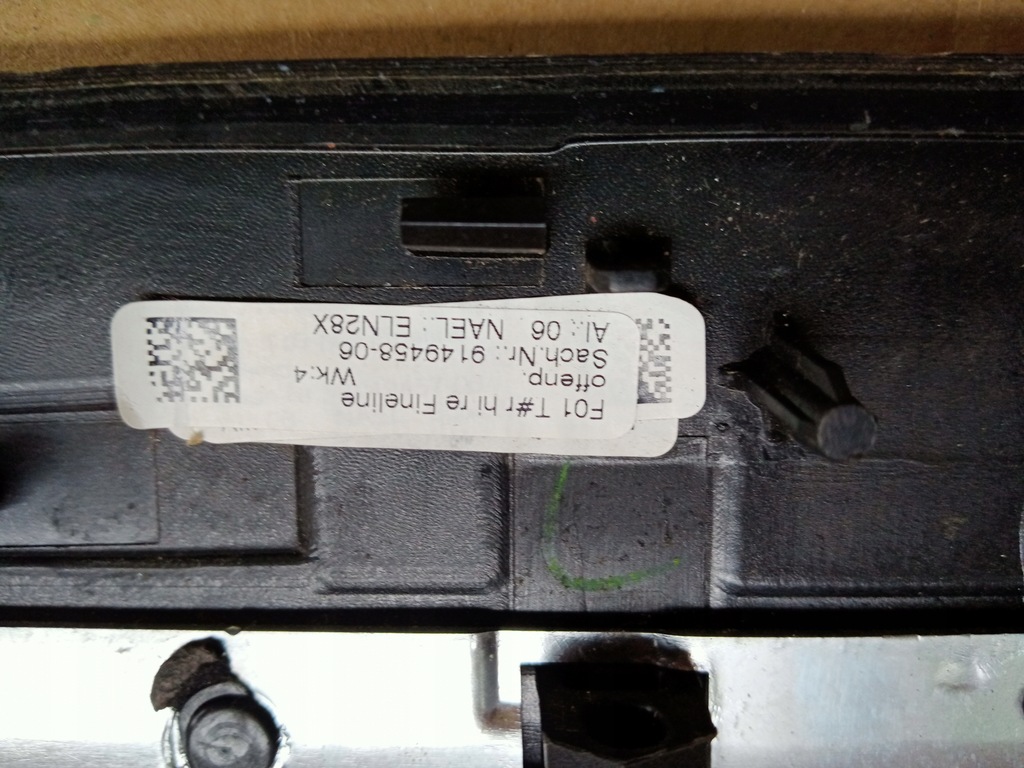 F01 T#r hi re Fineline
offenp. Wk:4
Sach.Nr.: 9149458-06
AI.: 06 NAEL: ELN28X